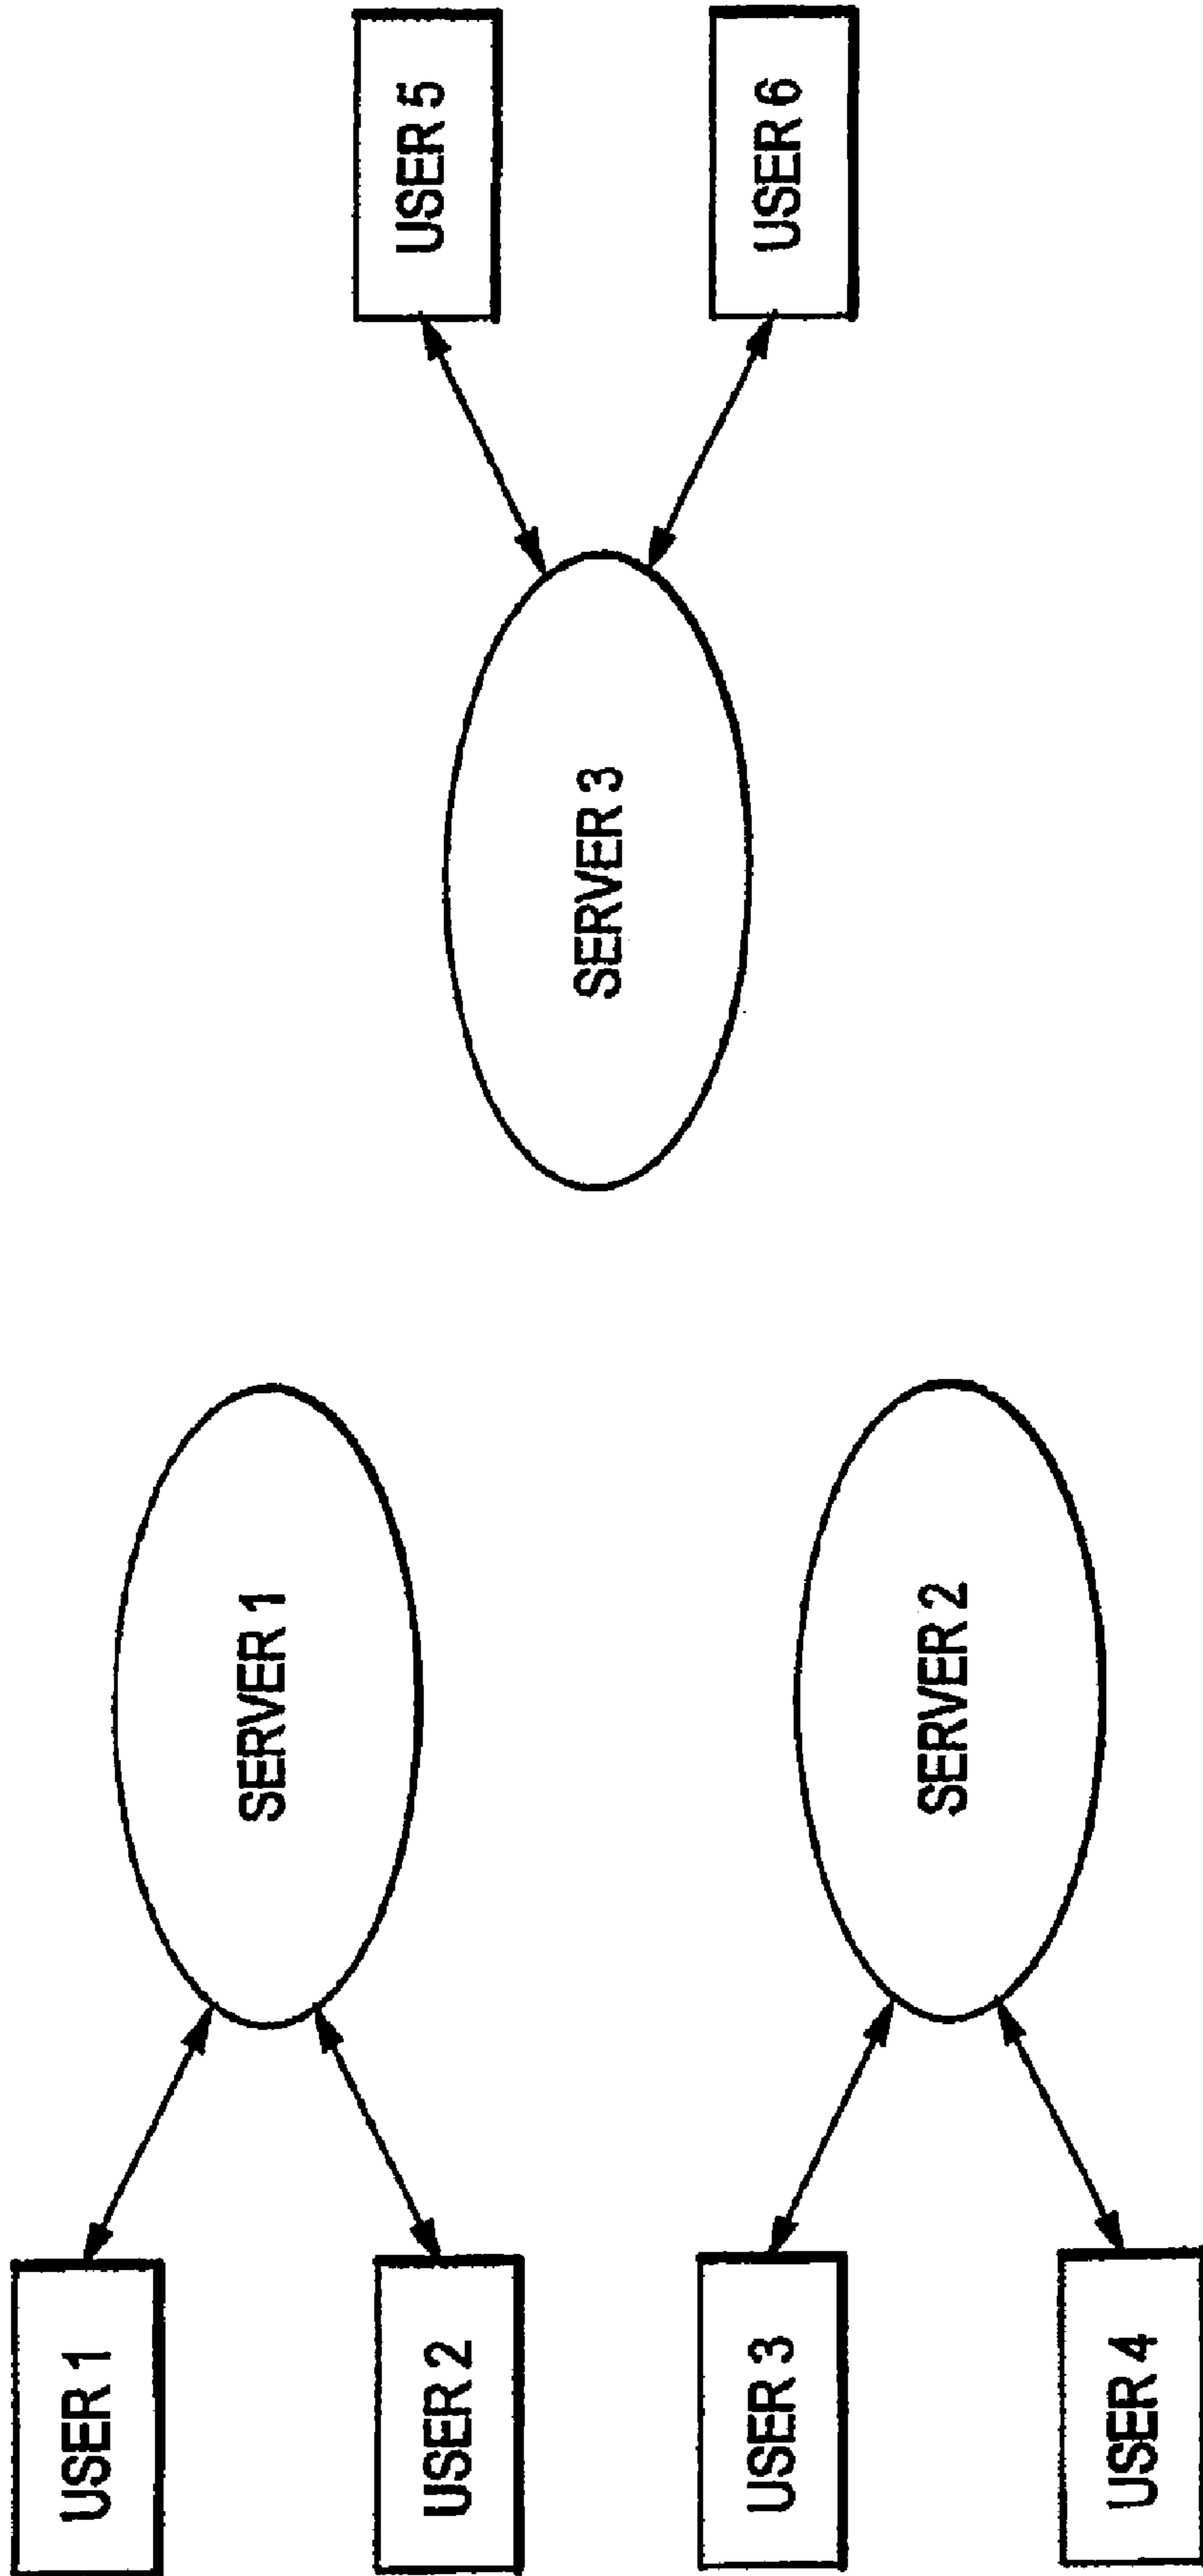 USER 1
USER 2
USER 3
USER 4
SERVER 1
SERVER 2
SERVER 3
USER 5
USER 6